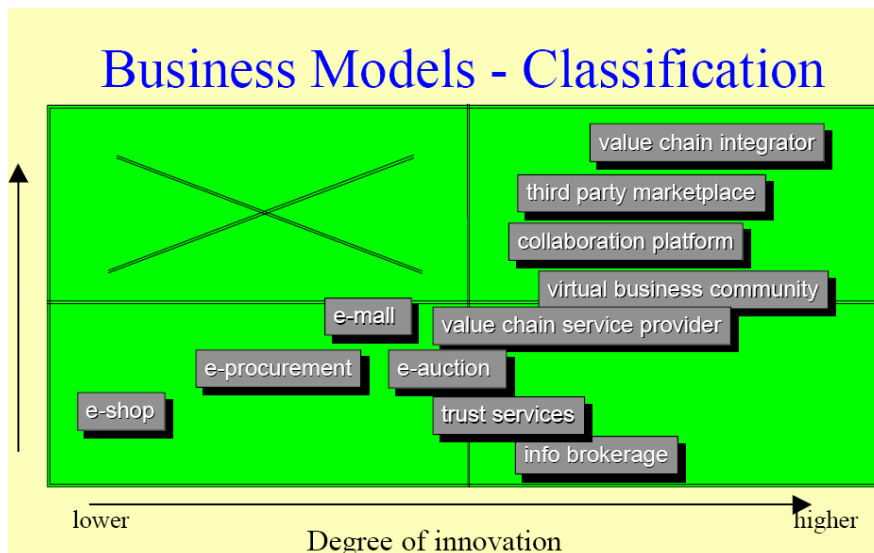 Business Models - Classification
value chain integrator
third party marketplace
collaboration platform
virtual business community
e-mall
value chain service provider
e-procurement
e-auction
e-shop
trust services
info brokerage
lower
higher
Degree of innovation